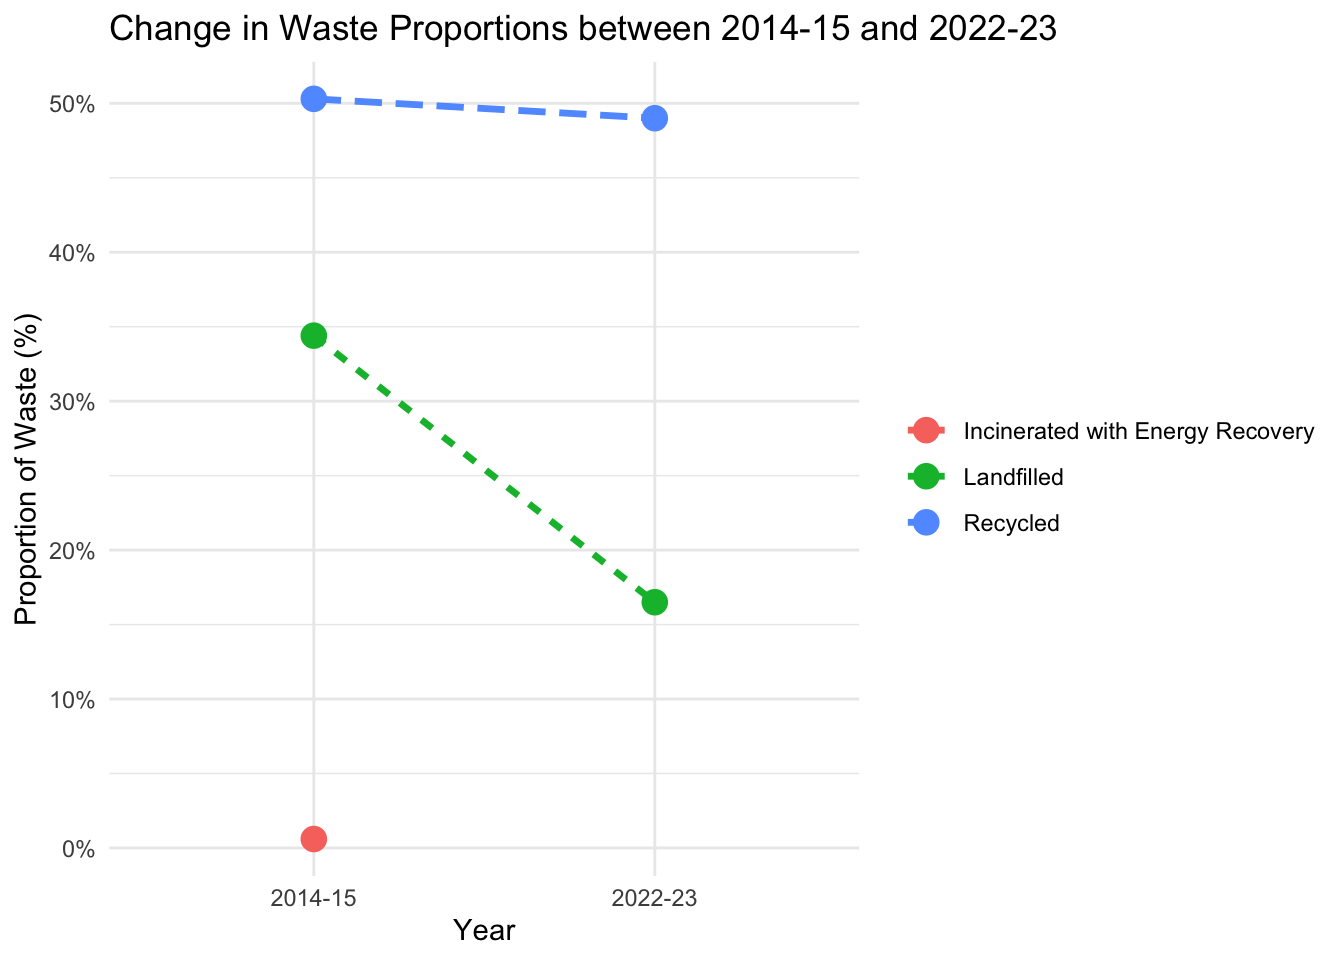 Change in Waste Proportions between 2014-15 and 2022-23
50%
40%
30%
20%
10%
0%
Proportion of Waste (%)
2014-15
2022-23
Year
Incinerated with Energy Recovery
Landfilled
Recycled